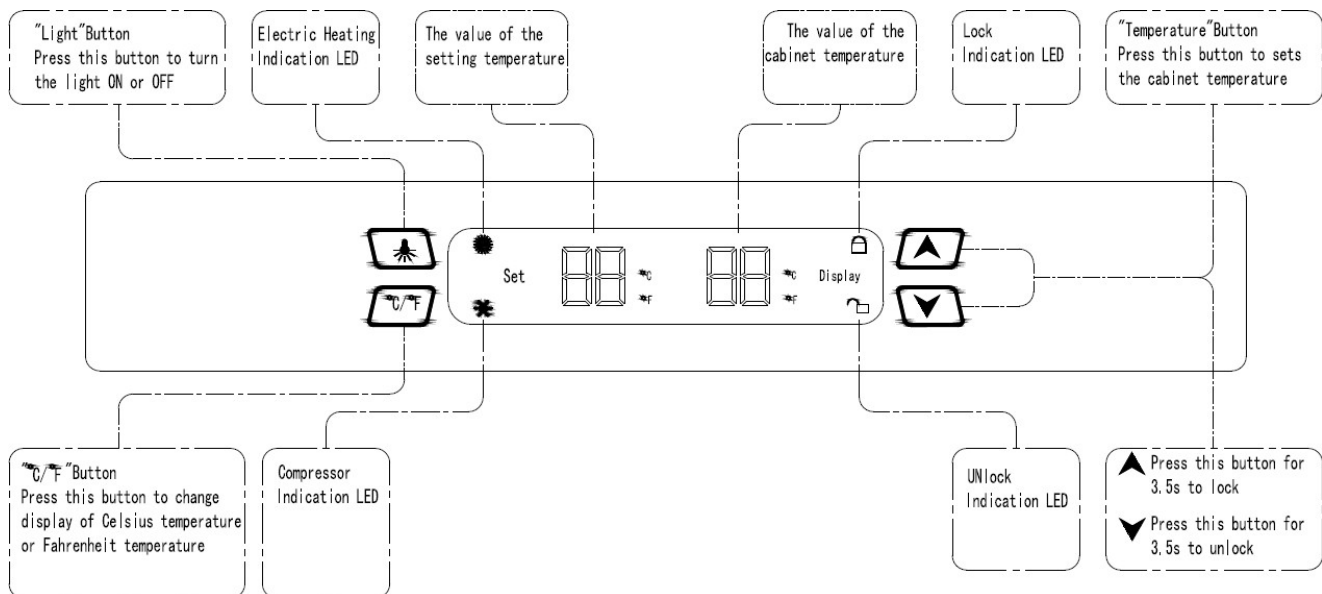 "Light"Button
Press this button to turn
the light ON or OFF
Electric Heating
Indication LED
The value of the
setting temperature
The value of the
cabinet temperature
Lock
Indication LED
"Temperature"Button
Press this button to sets
the cabinet temperature
Set
88
℃
℉
88
℃
℉
Display
℃/℉
"℃/℉"Button
Press this button to change
display of Celsius temperature
or Fahrenheit temperature
Compressor
Indication LED
UNlock
Indication LED
Press this button for
3.5s to lock
Press this button for
3.5s to unlock